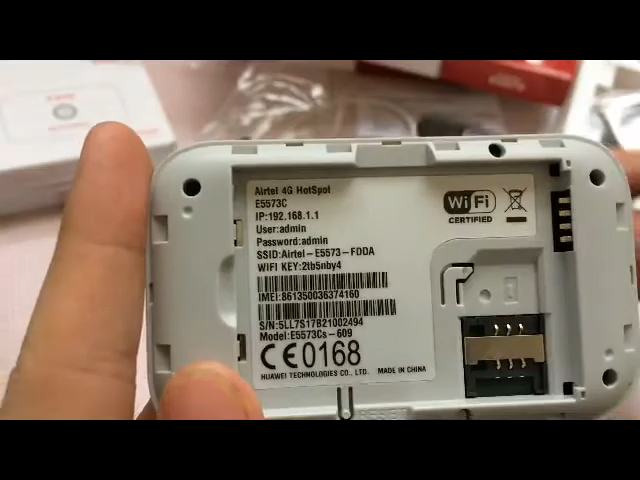 Airtel 4G HotSpot
E5573C
IP:192.168.1.1
User:admin
Password:admin
SSID:Airtel-E5573-FDDA
WIFI KEY:2tb5nby4
IMEI:861350036374160
S/N:5LL7S17B21002494
Model:E5573Cs-609
CE0168
HUAWEI TECHNOLOGIES CO., LTD. MADE IN CHINA
WiFi
CERTIFIED
RESET